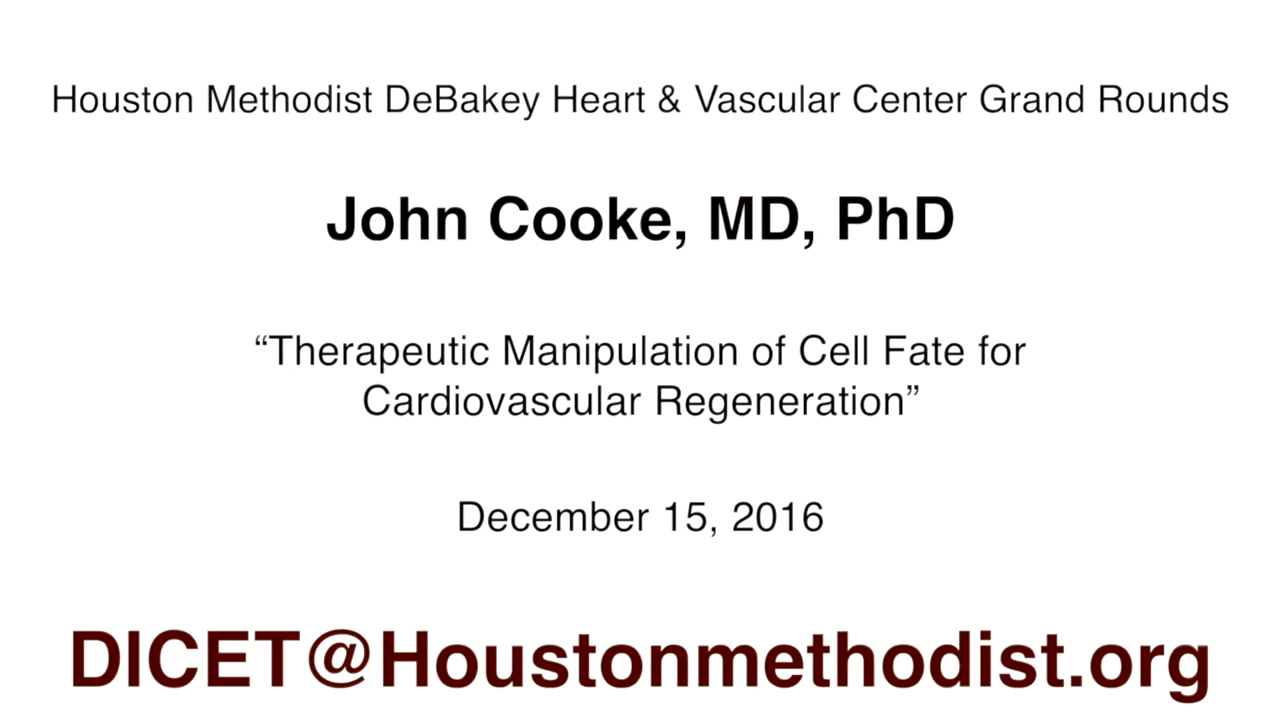 Houston Methodist DeBakey Heart & Vascular Center Grand Rounds
John Cooke, MD, PhD
“Therapeutic Manipulation of Cell Fate for
Cardiovascular Regeneration”
December 15, 2016
DICET@Houstonmethodist.org